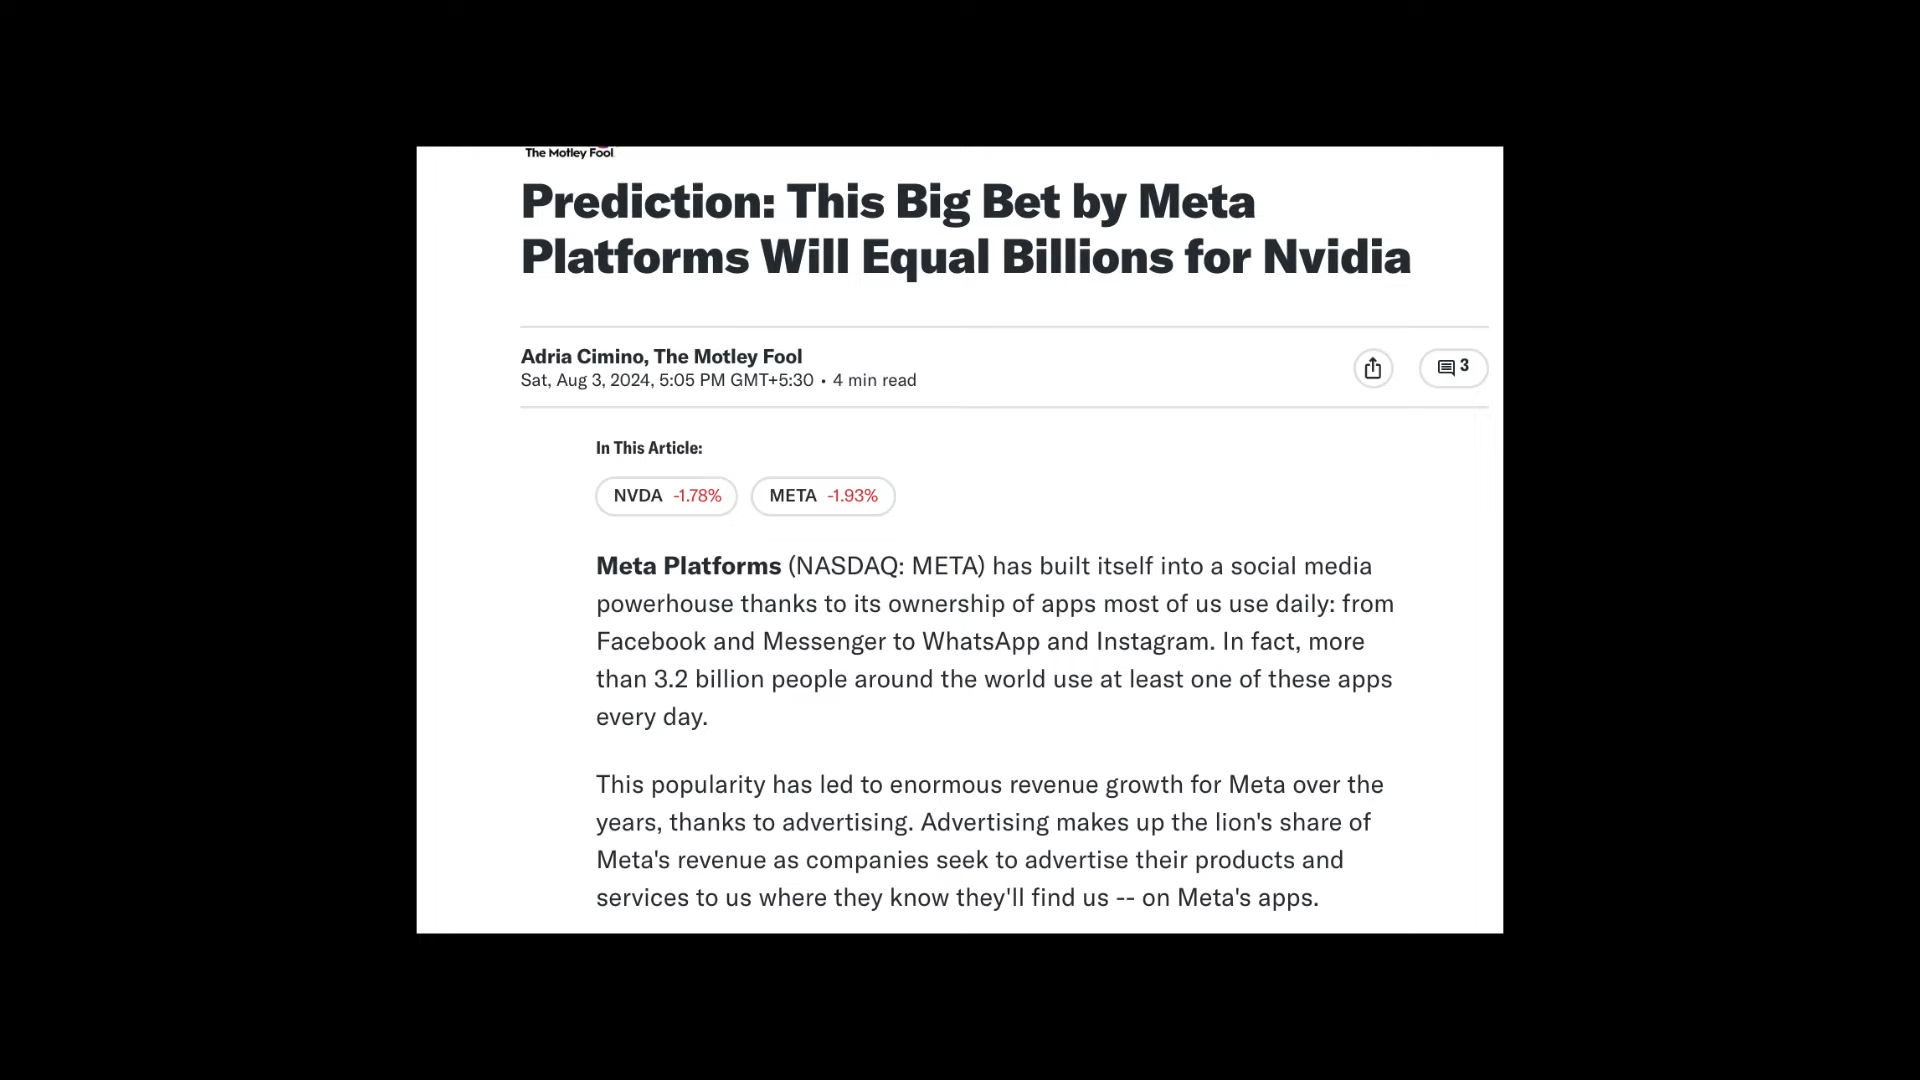 The Motley Fool
Prediction: This Big Bet by Meta
Platforms Will Equal Billions for Nvidia
Adria Cimino, The Motley Fool
Sat, Aug 3, 2024, 5:05 PM GMT+5:30 • 4 min read
3
In This Article:
NVDA -1.78% META -1.93%
Meta Platforms (NASDAQ: META) has built itself into a social media
powerhouse thanks to its ownership of apps most of us use daily: from
Facebook and Messenger to WhatsApp and Instagram. In fact, more
than 3.2 billion people around the world use at least one of these apps
every day.
This popularity has led to enormous revenue growth for Meta over the
years, thanks to advertising. Advertising makes up the lion's share of
Meta's revenue as companies seek to advertise their products and
services to us where they know they'll find us -- on Meta's apps.